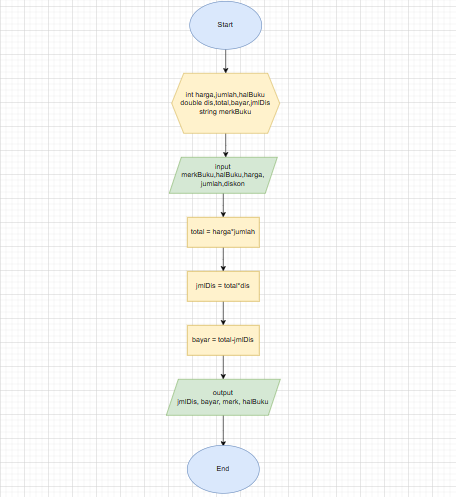 Start
int harga,jumlah,halBuku
double dis,total,bayar,jmlDis
string merkBuku
input
merkBuku,halBuku,harga,
jumlah,diskon
total = harga*jumlah
jmlDis = total*dis
bayar = total-jmlDis
output
jmlDis, bayar, merk, halBuku
End